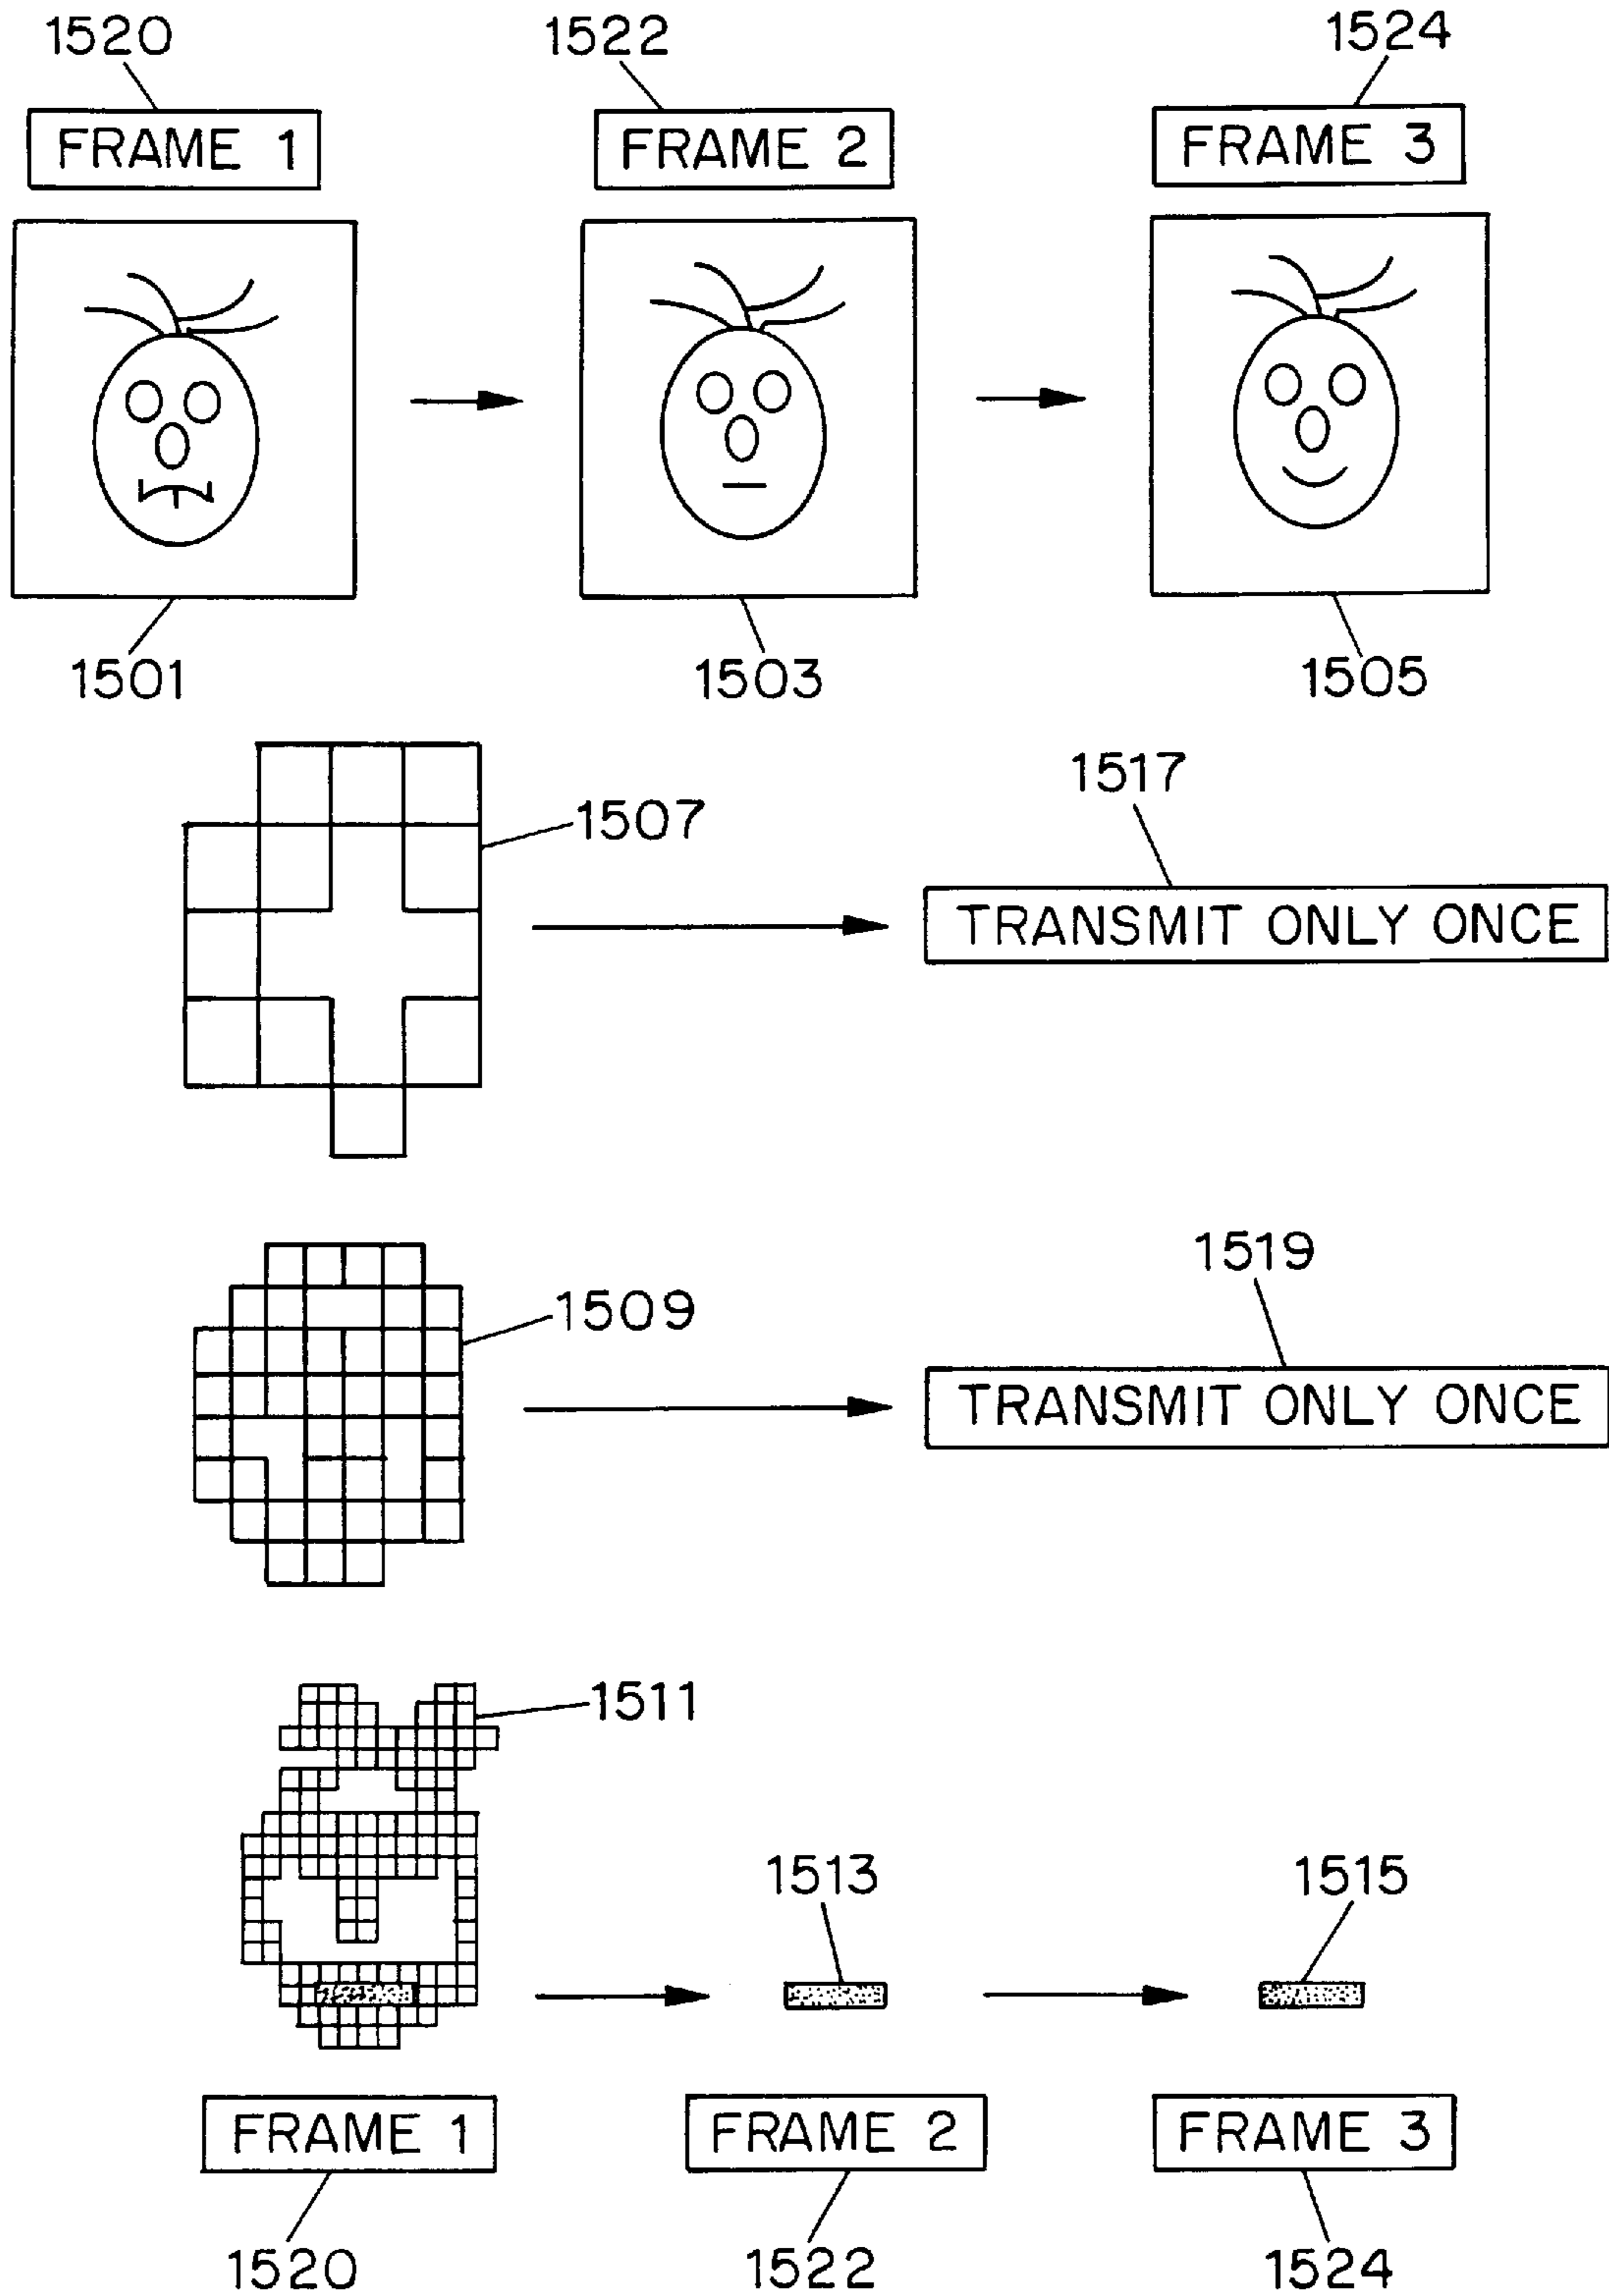 1520 1522 1524
FRAME 1 FRAME 2 FRAME 3
1501 1503 1505
1517
1507
TRANSMIT ONLY ONCE
1519
1509
TRANSMIT ONLY ONCE
1511
1513 1515
FRAME 1 FRAME 2 FRAME 3
1520 1522 1524